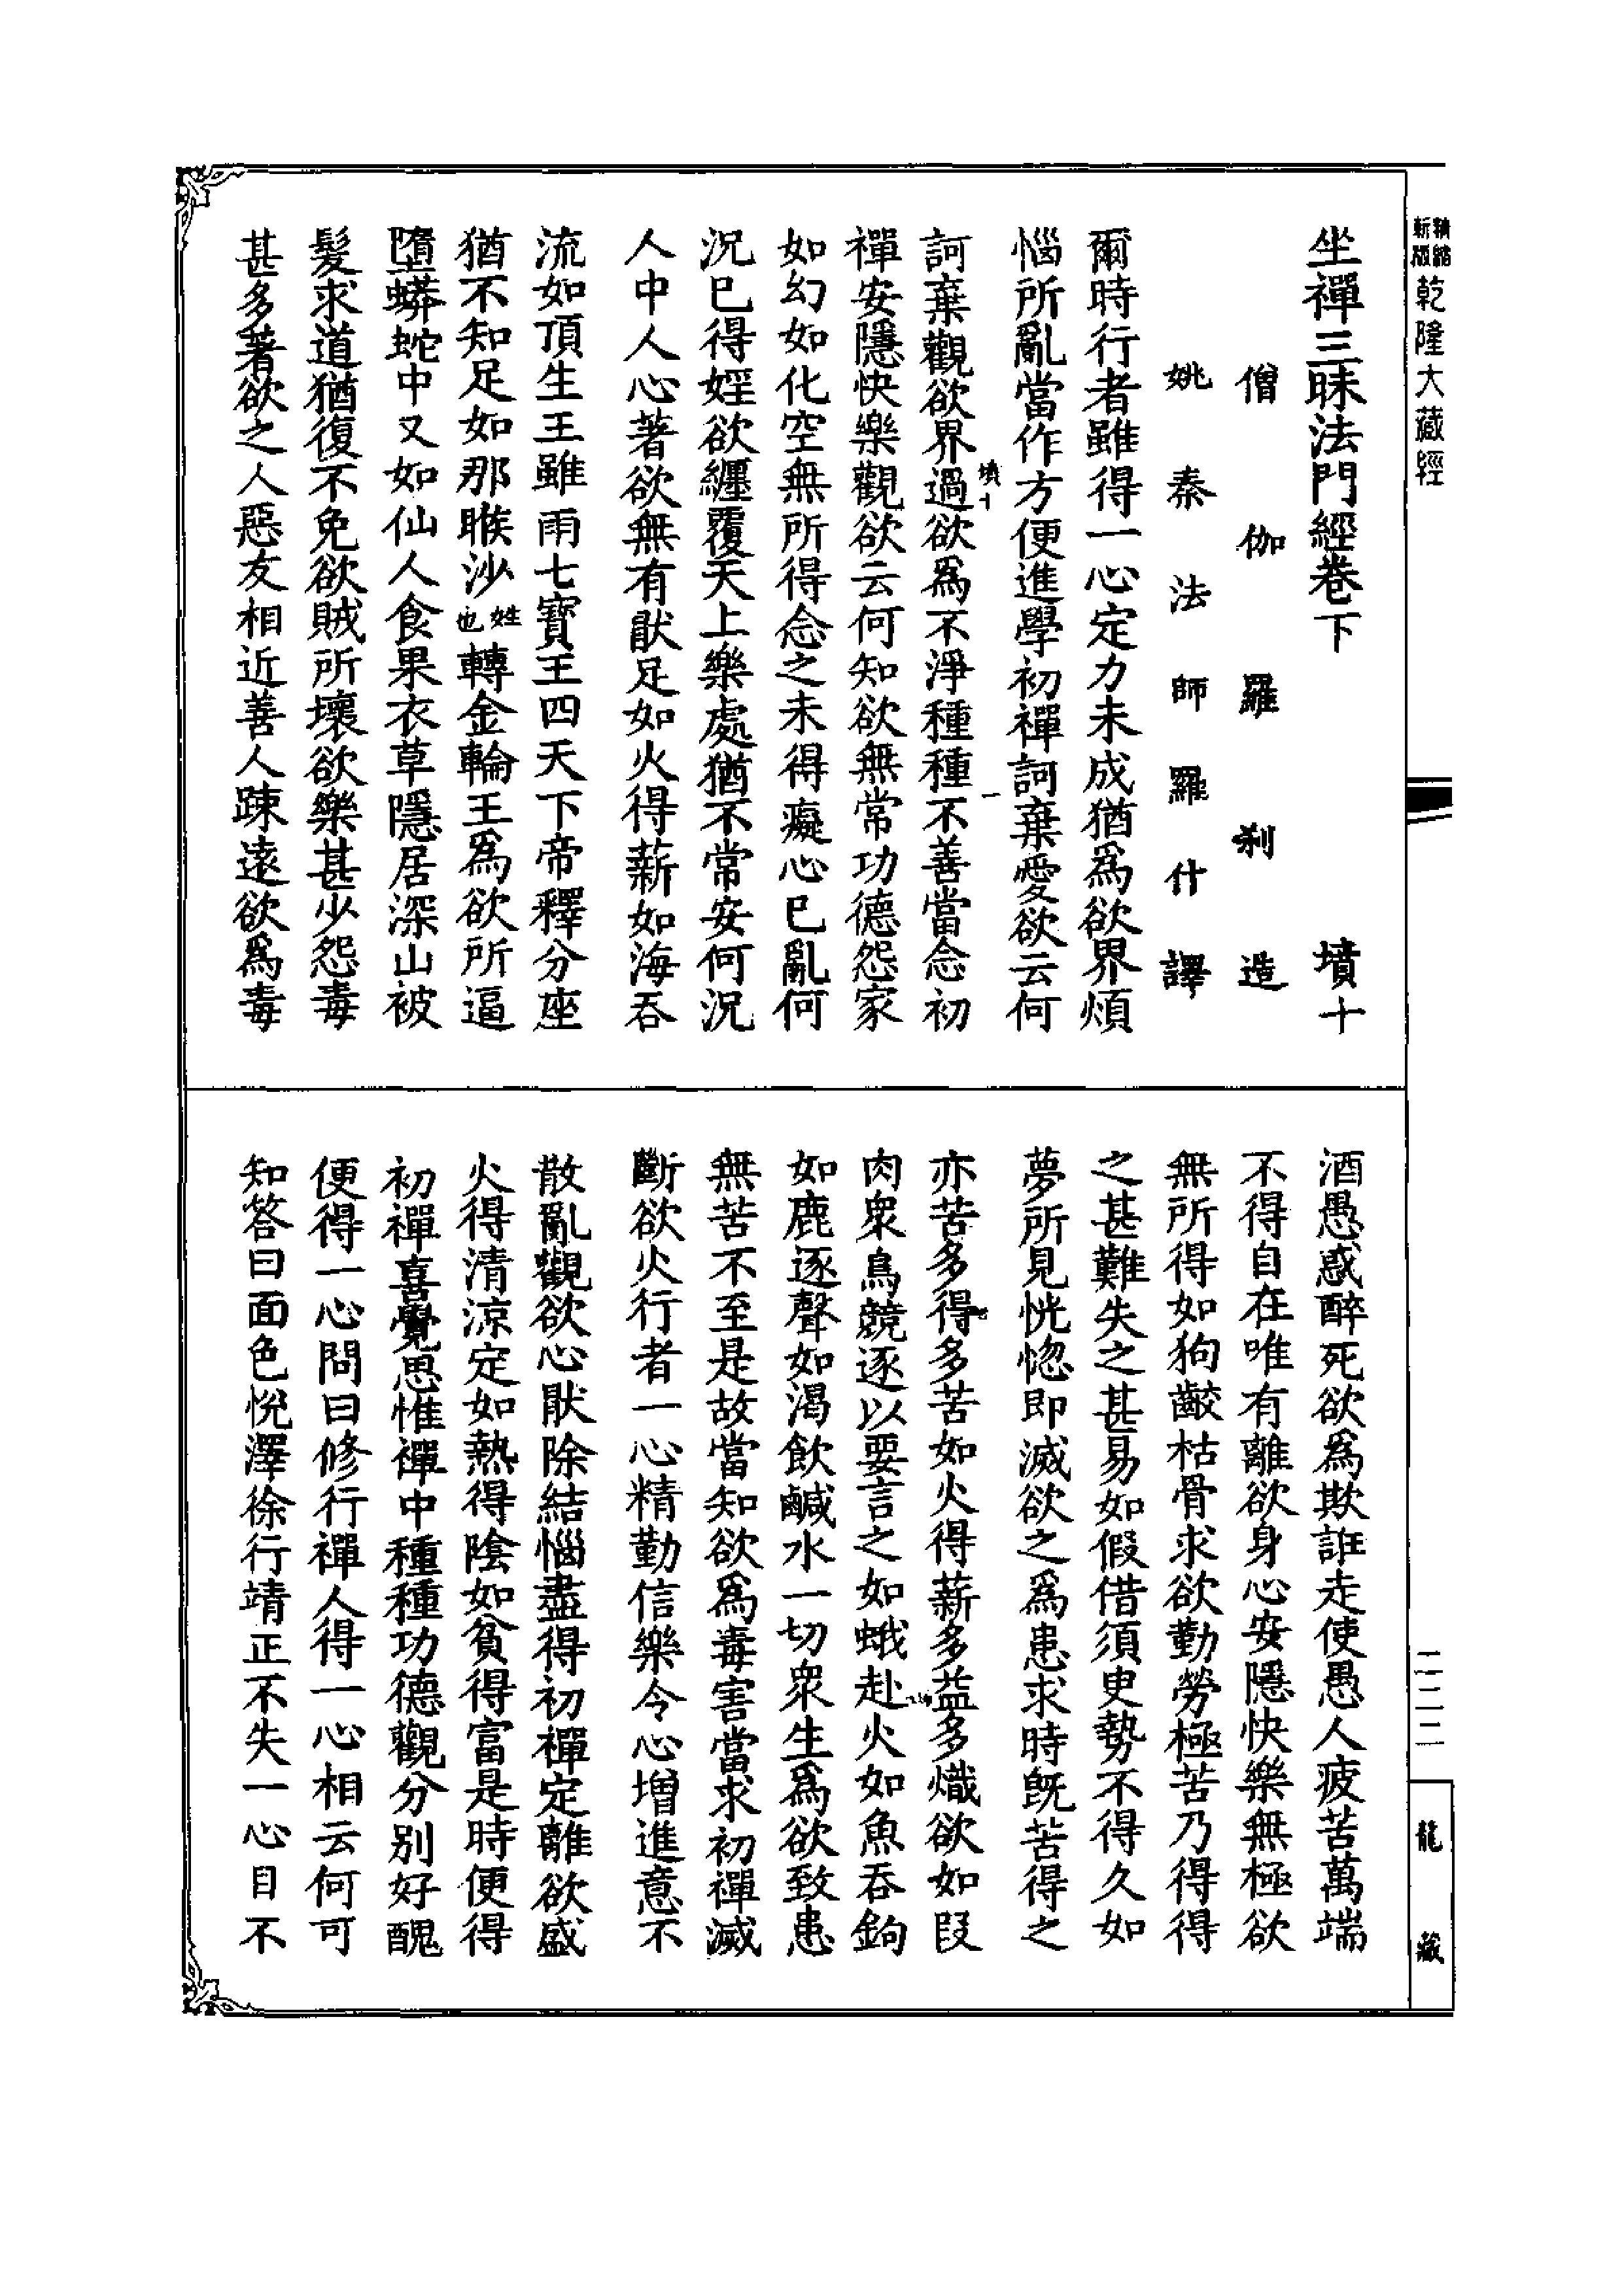 精縮
新版
乾隆大藏經
坐禪三昧法門經卷下 墳十
僧伽羅剎造
姚秦法師羅什譯
爾時行者雖得一心定力未成猶爲欲界煩
惱所亂當作方便進學初禪訶棄愛欲云何
墳十 一
訶棄觀欲界過欲爲不淨種種不善當念初
禪安隱快樂觀欲云何知欲無常功德怨家
如幻如化空無所得念之未得癡心已亂何
況已得婬欲纏覆天上樂處猶不常安何況
人中人心著欲無有猒足如火得薪如海吞
流如頂生王雖雨七寶王四天下帝釋分座
猶不知足如那睺沙姓也轉金輪王爲欲所逼
墮蟒蛇中又如仙人食果衣草隱居深山被
髮求道猶復不免欲賊所壞欲樂甚少怨毒
甚多著欲之人惡友相近善人踈遠欲爲毒
酒愚惑醉死欲爲欺誑走使愚人疲苦萬端
不得自在唯有離欲身心安隱快樂無極欲
無所得如狗齩枯骨求欲勤勞極苦乃得得
之甚難失之甚易如假借須臾勢不得久如
夢所見恍惚即滅欲之爲患求時旣苦得之
亦苦多得多苦如火得薪多益多熾欲如段
肉衆鳥競逐以要言之如蛾赴火如魚吞鉤
如鹿逐聲如渴飲鹹水一切衆生爲欲致患
無苦不至是故當知欲爲毒害當求初禪滅
斷欲火行者一心精勤信樂令心增進意不
散亂觀欲心猒除結惱盡得初禪定離欲盛
火得清涼定如熱得陰如貧得富是時便得
初禪喜覺思惟禪中種種功德觀分別好醜
便得一心問曰修行禪人得一心相云何可
知答曰面色悅澤徐行靖正不失一心目不
二二二
龍藏